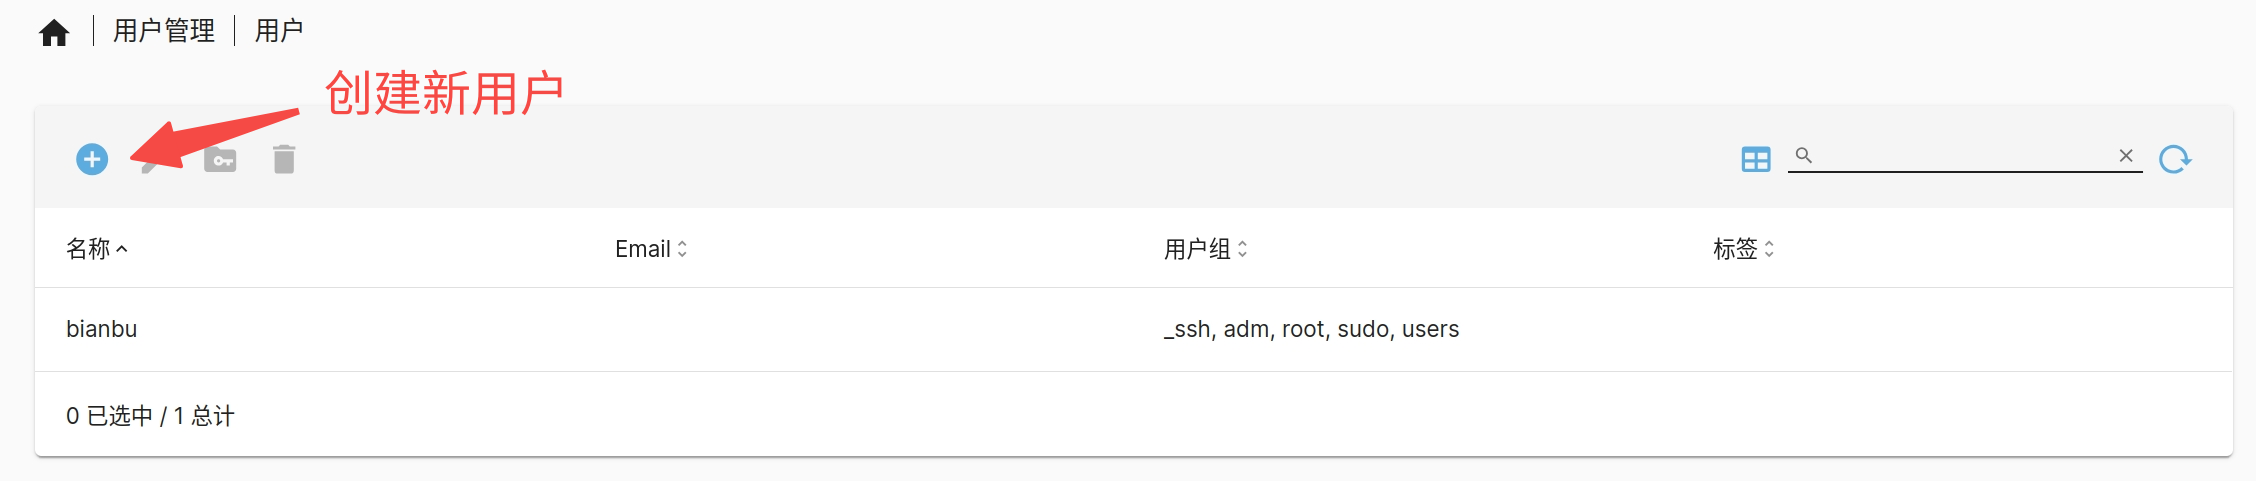 用户管理 用户
创建新用户
名称 Email 用户组 标签
bianbu _ssh, adm, root, sudo, users
0 已选中 / 1 总计